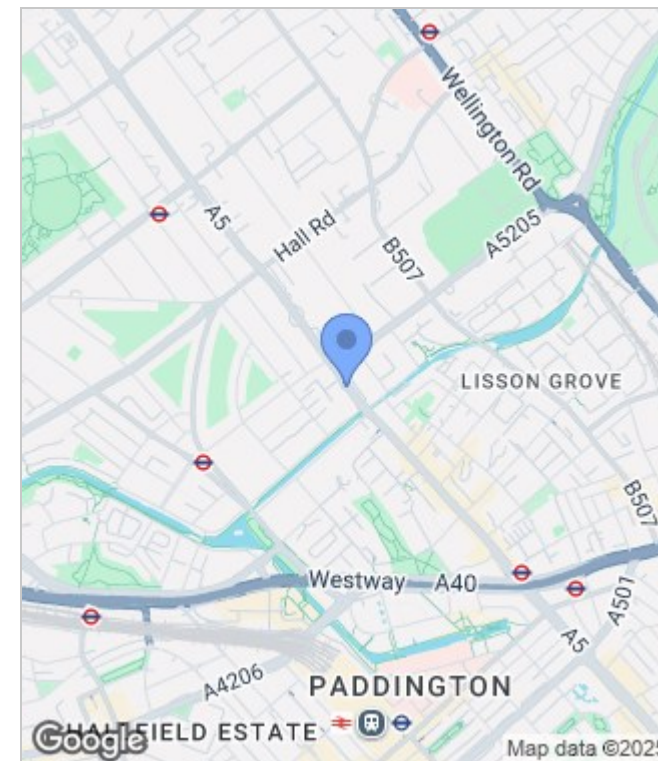 Wellington Rd
A5
Hall Rd
B507
A5205
LISSON GROVE
B507
Westway
A40
A501
A5
A4206
PADDINGTON
FIELD ESTATE
Google
Map data ©2025